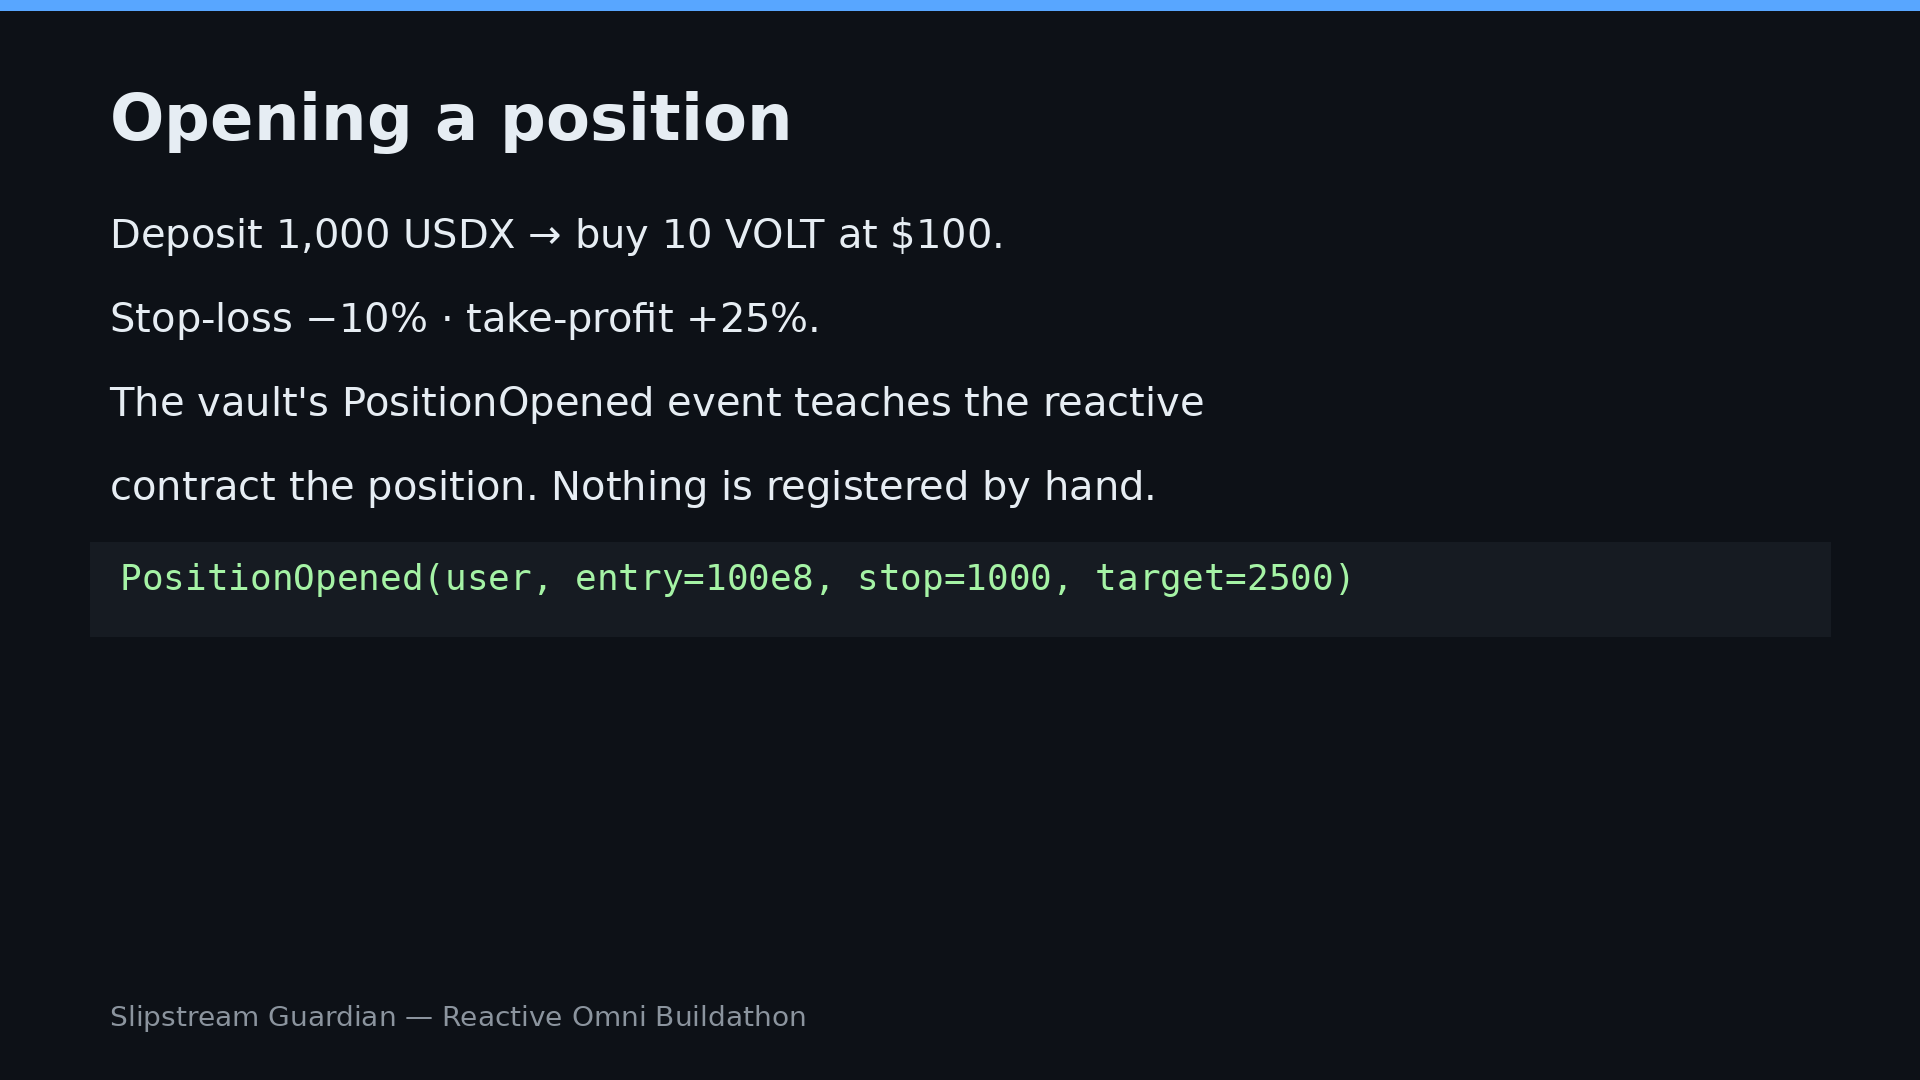 Opening a position
Deposit 1,000 USDX → buy 10 VOLT at $100.
Stop-loss −10% · take-profit +25%.
The vault's PositionOpened event teaches the reactive
contract the position. Nothing is registered by hand.
PositionOpened(user, entry=100e8, stop=1000, target=2500)
Slipstream Guardian — Reactive Omni Buildathon